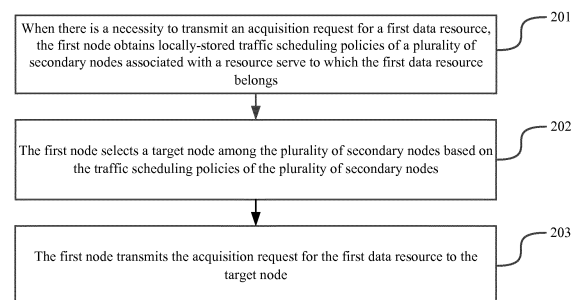 When there is a necessity to transmit an acquisition request for a first data resource,
the first node obtains locally-stored traffic scheduling policies of a plurality of
secondary nodes associated with a resource serve to which the first data resource
belongs
201
The first node selects a target node among the plurality of secondary nodes based on
the traffic scheduling policies of the plurality of secondary nodes
202
The first node transmits the acquisition request for the first data resource to the
target node
203